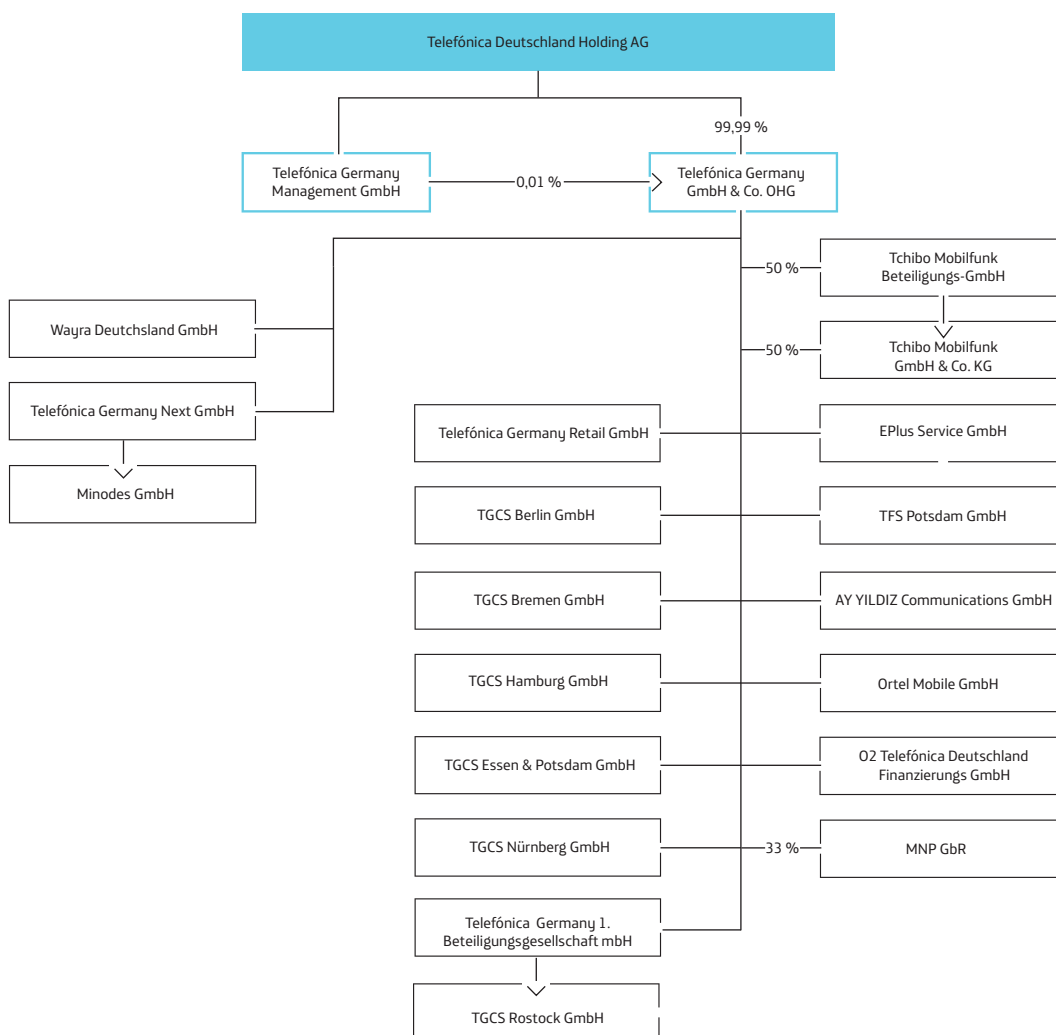 Telefónica Deutschland Holding AG
99,99 %
Telefónica Germany
Management GmbH
0,01 %
Telefónica Germany
GmbH & Co. OHG
50 %
Tchibo Mobilfunk
Beteiligungs-GmbH
Wayra Deutchsland GmbH
50 %
Tchibo Mobilfunk
GmbH & Co. KG
Telefónica Germany Next GmbH
Telefónica Germany Retail GmbH
EPlus Service GmbH
Minodes GmbH
TGCS Berlin GmbH
TFS Potsdam GmbH
TGCS Bremen GmbH
AY YILDIZ Communications GmbH
TGCS Hamburg GmbH
Ortel Mobile GmbH
TGCS Essen & Potsdam GmbH
O2 Telefónica Deutschland
Finanzierungs GmbH
TGCS Nürnberg GmbH
33 %
MNP GbR
Telefónica Germany 1.
Beteiligungsgesellschaft mbH
TGCS Rostock GmbH